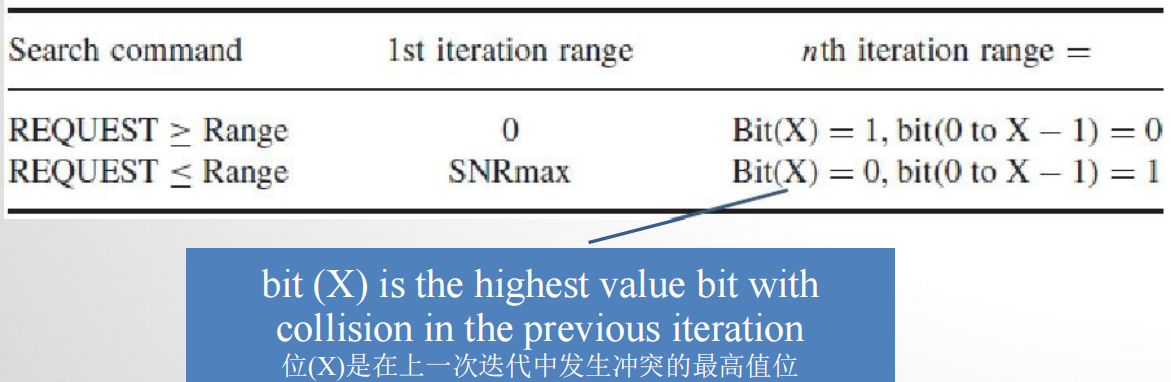 Search command 1st iteration range nth iteration range =
REQUEST ≥ Range 0 Bit(X) = 1, bit(0 to X − 1) = 0
REQUEST ≤ Range SNRmax Bit(X) = 0, bit(0 to X − 1) = 1
bit (X) is the highest value bit with
collision in the previous iteration
位(X)是在上一次迭代中发生冲突的最高值位